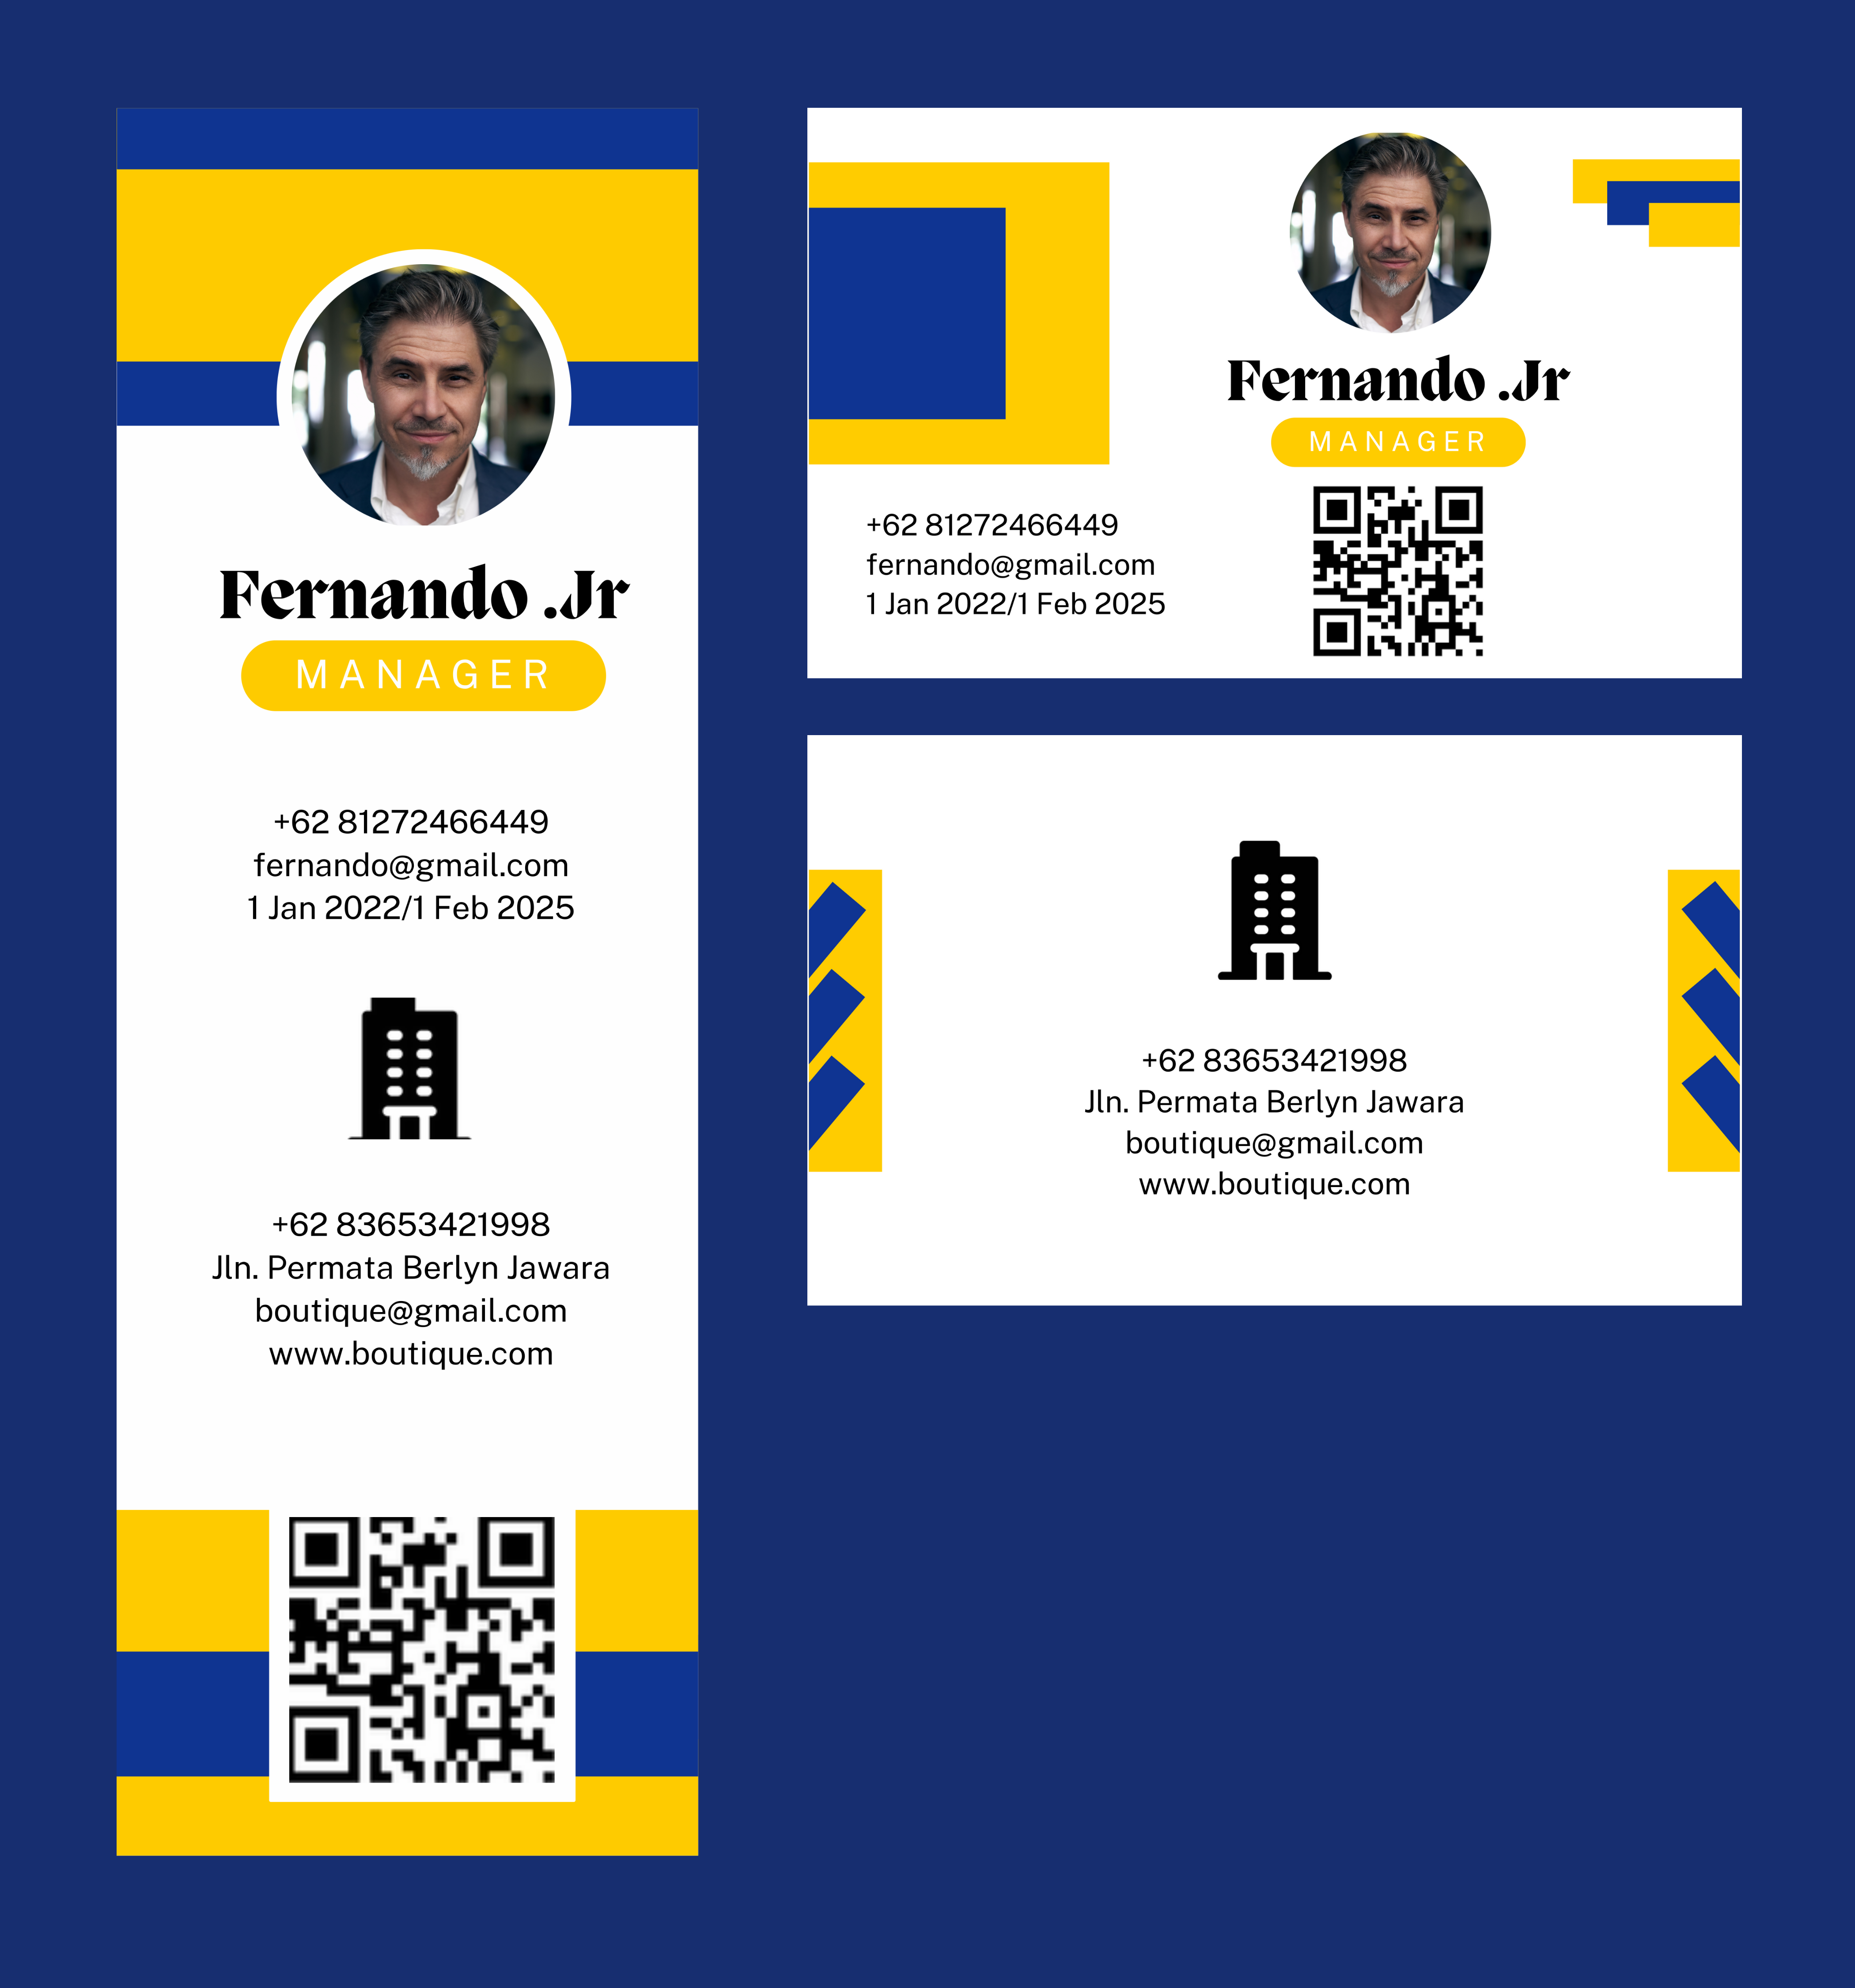 Fernando .Jr
MANAGER
+62 81272466449
fernando@gmail.com
1 Jan 2022/1 Feb 2025
+62 83653421998
Jln. Permata Berlyn Jawara
boutique@gmail.com
www.boutique.com
Fernando .Jr
MANAGER
+62 81272466449
fernando@gmail.com
1 Jan 2022/1 Feb 2025
+62 83653421998
Jln. Permata Berlyn Jawara
boutique@gmail.com
www.boutique.com